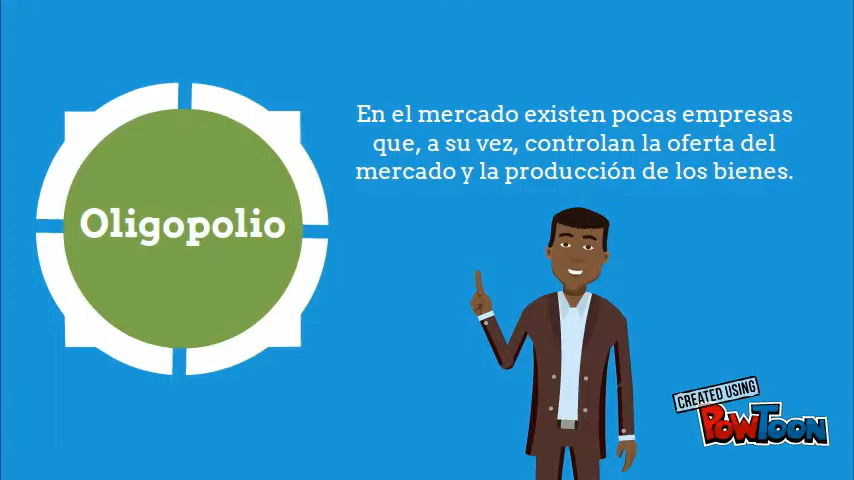 Oligopolio
En el mercado existen pocas empresas
que, a su vez, controlan la oferta del
mercado y la producción de los bienes.
CREATED USING
POWTOON